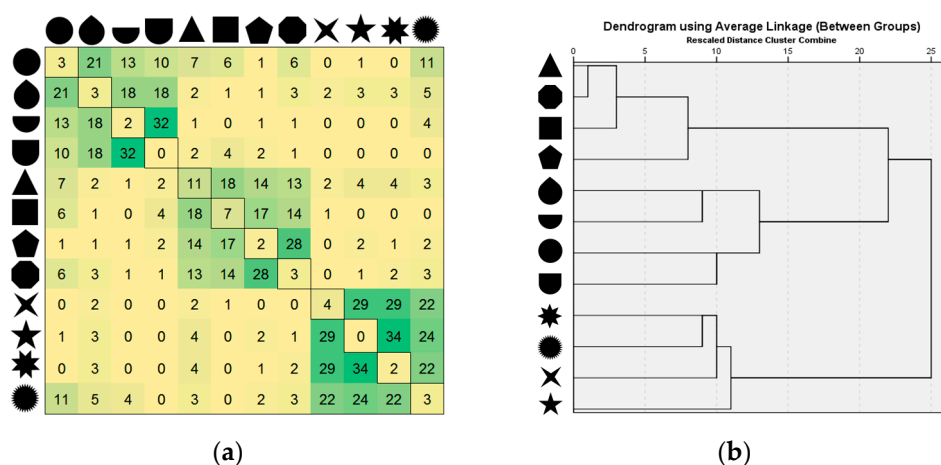 3 21 13 10 7 6 1 6 0 1 0 11
21 3 18 18 2 1 1 3 2 3 3 5
13 18 2 32 1 0 1 1 0 0 0 4
10 18 32 0 2 4 2 1 0 0 0 0
7 2 1 2 11 18 14 13 2 4 4 3
6 1 0 4 18 7 17 14 1 0 0 0
1 1 1 2 14 17 2 28 0 2 1 2
6 3 1 1 13 14 28 3 0 1 2 3
0 2 0 0 2 1 0 0 4 29 29 22
1 3 0 0 4 0 2 1 29 0 34 24
0 3 0 0 4 0 1 2 29 34 2 22
11 5 4 0 3 0 2 3 22 24 22 3
(a)
Dendrogram using Average Linkage (Between Groups)
Rescaled Distance Cluster Combine
0 5 10 15 20 25
(b)